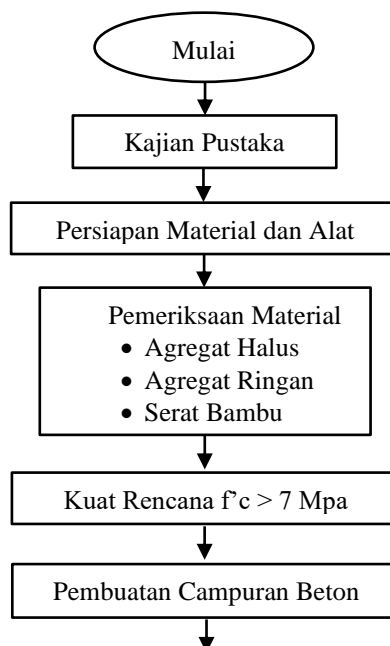 Mulai
Kajian Pustaka
Persiapan Material dan Alat
Pemeriksaan Material
• Agregat Halus
• Agregat Ringan
• Serat Bambu
Kuat Rencana f’c > 7 Mpa
Pembuatan Campuran Beton